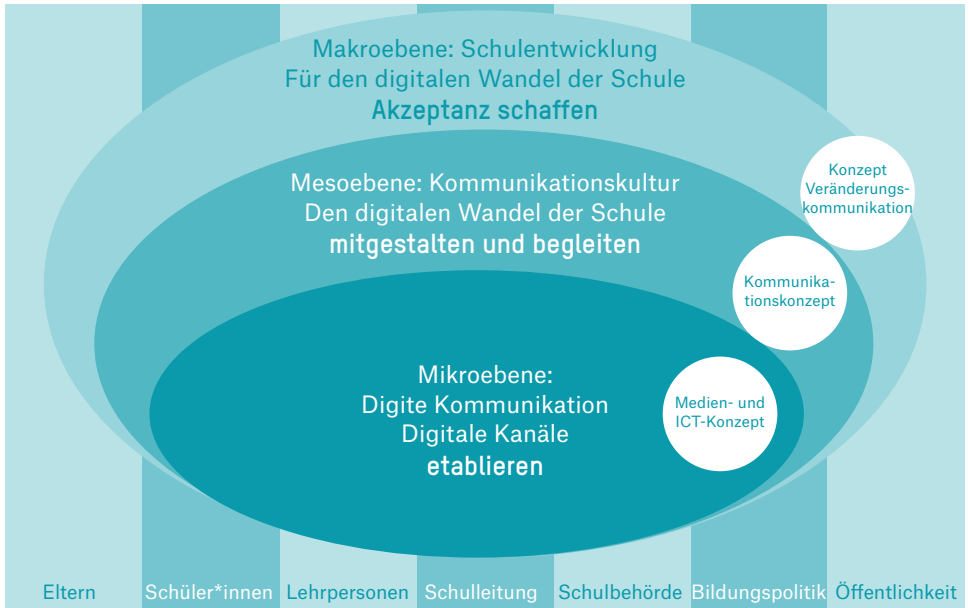 Makroebene: Schulentwicklung
Für den digitalen Wandel der Schule
Akzeptanz schaffen
Konzept
Veränderungs-
kommunikation
Mesoebene: Kommunikationskultur
Den digitalen Wandel der Schule
mitgestalten und begleiten
Kommunika-
tionskonzept
Mikroebene:
Digite Kommunikation
Digitale Kanäle
etablieren
Medien- und
ICT-Konzept
Eltern Schüler*innen Lehrpersonen Schulleitung Schulbehörde Bildungspolitik Öffentlichkeit